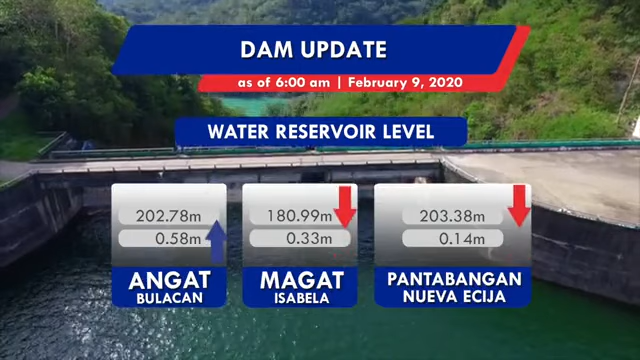 DAM UPDATE
as of 6:00 am | February 9, 2020
WATER RESERVOIR LEVEL
202.78m
0.58m
ANGAT
BULACAN
180.99m
0.33m
MAGAT
ISABELA
203.38m
0.14m
PANTABANGAN
NUEVA ECIJA